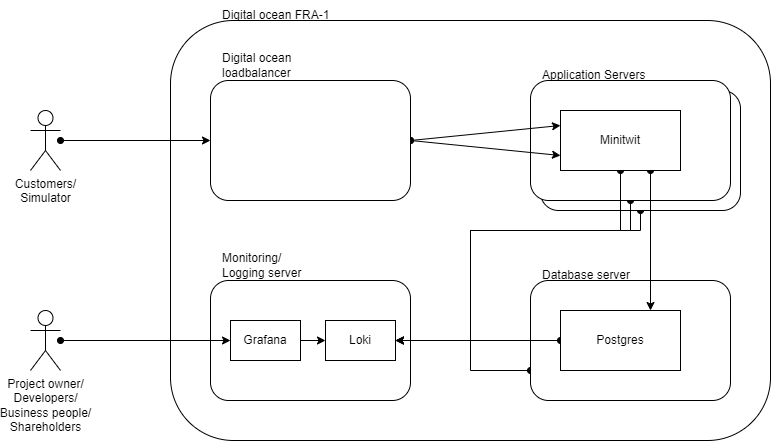 Digital ocean FRA-1
Digital ocean
loadbalancer
Application Servers
Minitwit
Customers/
Simulator
Monitoring/
Logging server
Database server
Grafana
Loki
Postgres
Project owner/
Developers/
Business people/
Shareholders